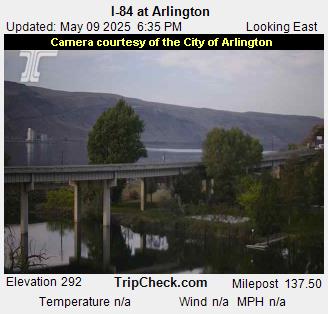 I-84 at Arlington
Updated: May 09 2025 6:35 PM Looking East
Camera courtesy of the City of Arlington
Elevation 292 TripCheck.com Milepost 137.50
Temperature n/a Wind n/a MPH n/a